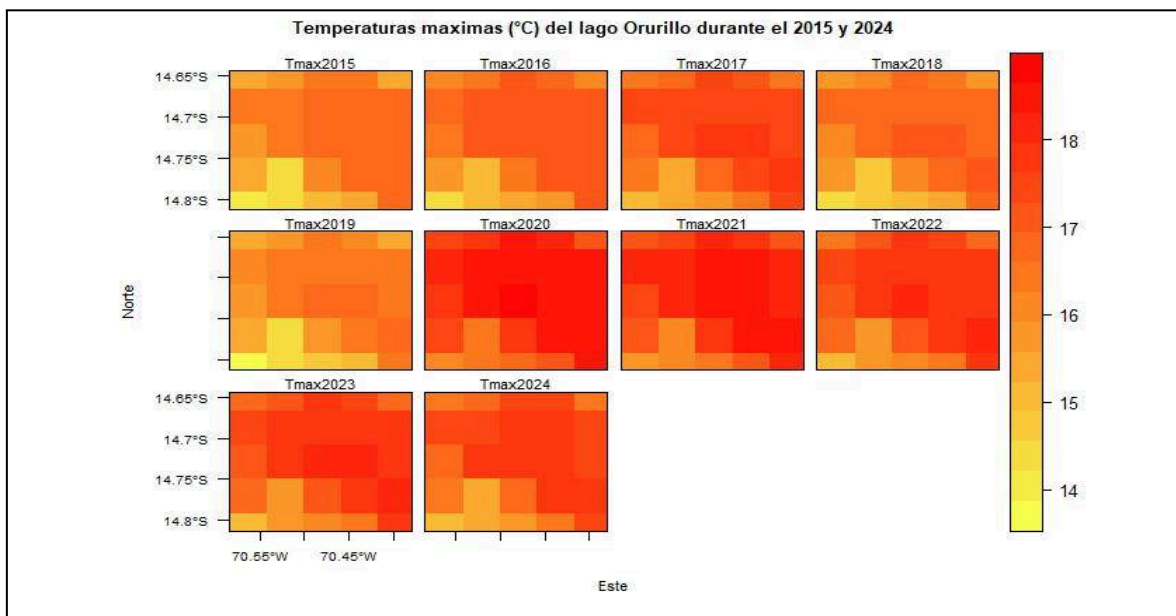 Temperaturas maximas (°C) del lago Orurillo durante el 2015 y 2024
Tmax2015 Tmax2016 Tmax2017 Tmax2018
14.65°S
14.7°S
14.75°S
14.8°S
Tmax2019 Tmax2020 Tmax2021 Tmax2022
Tmax2023 Tmax2024
14.65°S
14.7°S
14.75°S
14.8°S
70.55°W 70.45°W
Norte
Este
18
17
16
15
14